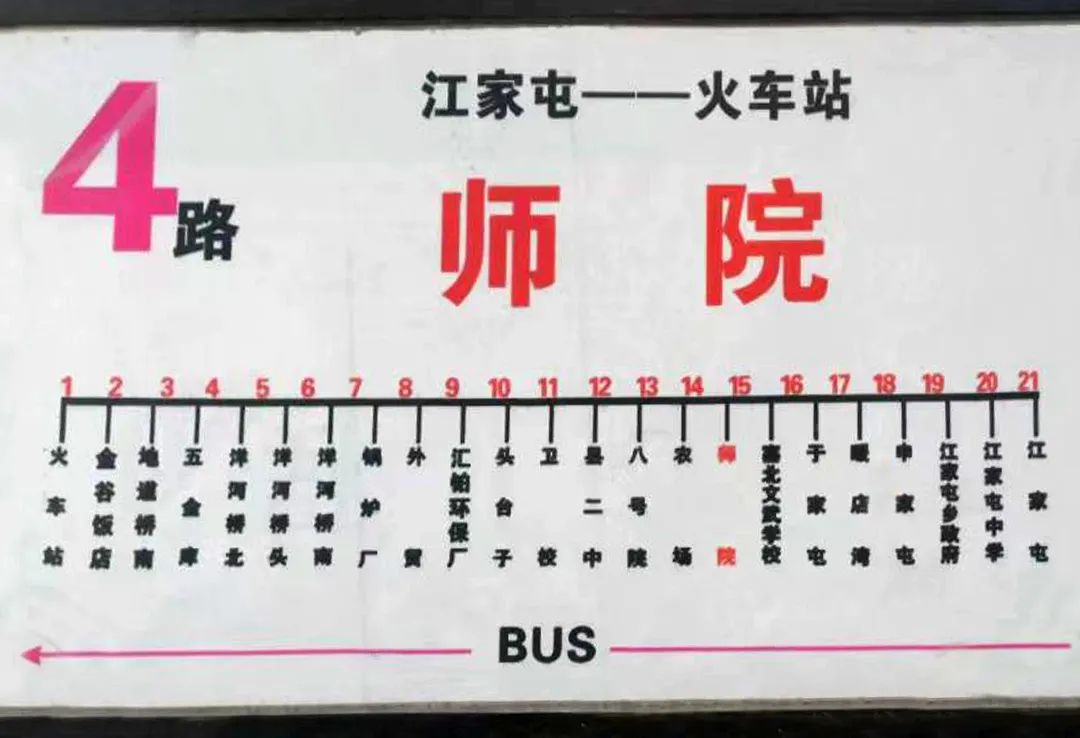 4路
江家屯——火车站
师院
1 2 3 4 5 6 7 8 9 10 11 12 13 14 15 16 17 18 19 20 21
火车站
金谷饭店
地道桥南
五金库
洋河桥北
洋河桥头
洋河桥南
锅炉厂
外贸
汇铂环保厂
头台子
卫校
县二中
八号院
农场
师院
塞北文武学校
于家屯
暖店湾
申家屯
江家屯乡政府
江家屯中学
江家屯
BUS